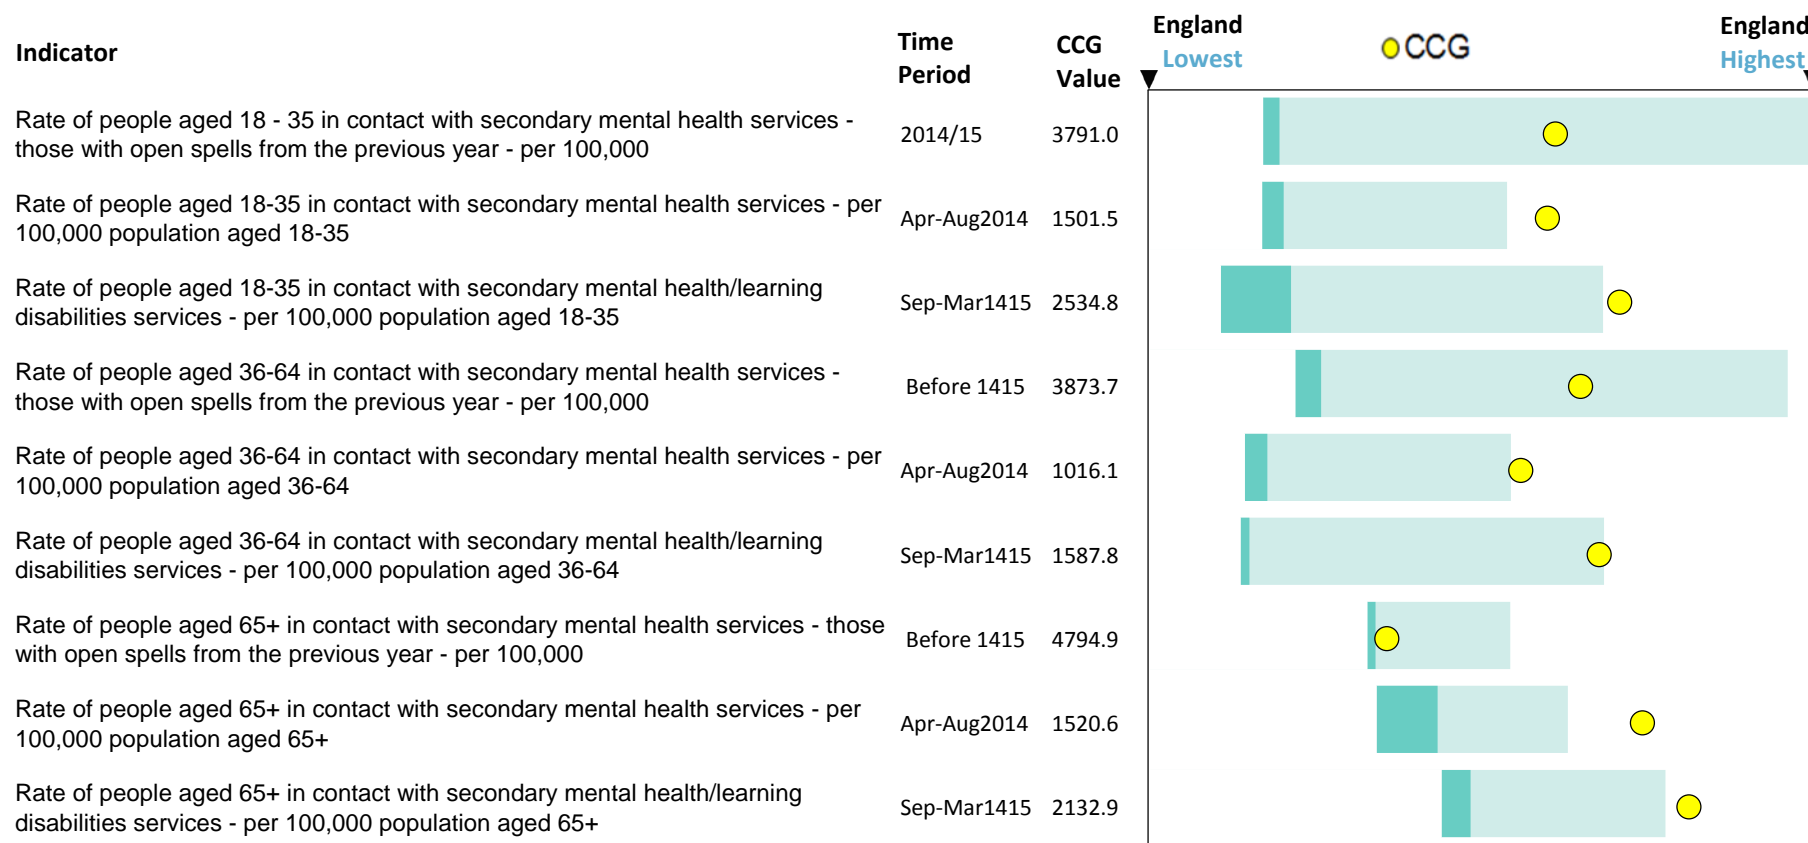 Indicator
Time Period
CCG Value
England Lowest
CCG
England Highest
Rate of people aged 18 - 35 in contact with secondary mental health services -
those with open spells from the previous year - per 100,000
2014/15 3791.0
Rate of people aged 18-35 in contact with secondary mental health services - per
100,000 population aged 18-35
Apr-Aug2014 1501.5
Rate of people aged 18-35 in contact with secondary mental health/learning
disabilities services - per 100,000 population aged 18-35
Sep-Mar1415 2534.8
Rate of people aged 36-64 in contact with secondary mental health services -
those with open spells from the previous year - per 100,000
Before 1415 3873.7
Rate of people aged 36-64 in contact with secondary mental health services - per
100,000 population aged 36-64
Apr-Aug2014 1016.1
Rate of people aged 36-64 in contact with secondary mental health/learning
disabilities services - per 100,000 population aged 36-64
Sep-Mar1415 1587.8
Rate of people aged 65+ in contact with secondary mental health services - those
with open spells from the previous year - per 100,000
Before 1415 4794.9
Rate of people aged 65+ in contact with secondary mental health services - per
100,000 population aged 65+
Apr-Aug2014 1520.6
Rate of people aged 65+ in contact with secondary mental health/learning
disabilities services - per 100,000 population aged 65+
Sep-Mar1415 2132.9